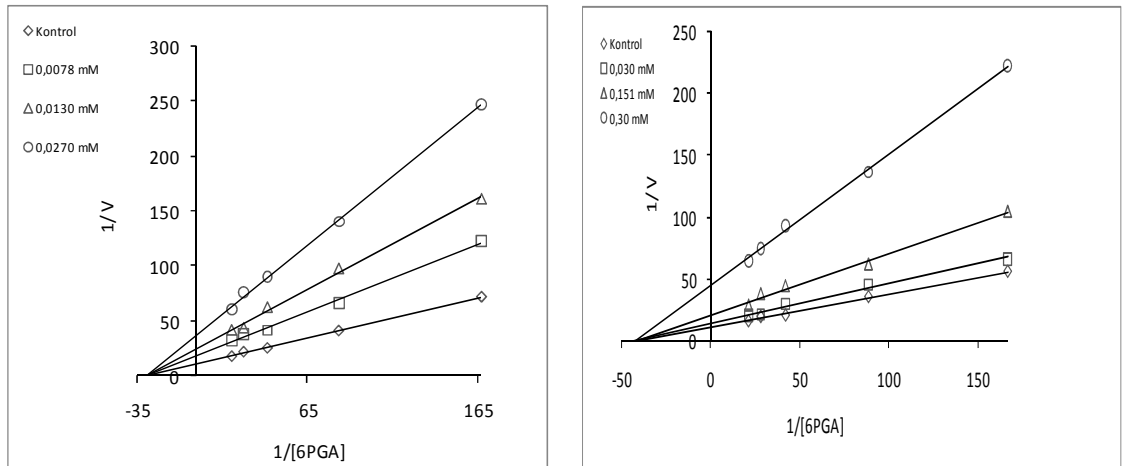 ◇ Kontrol
□ 0,0078 mM
△ 0,0130 mM
○ 0,0270 mM
300
250
200
150
100
50
0
1/ V
-35 65 165
1/[6PGA]
◇ Kontrol
□ 0,030 mM
△ 0,151 mM
○ 0,30 mM
250
200
150
100
50
0
1/ V
-50 0 50 100 150
1/[6PGA]